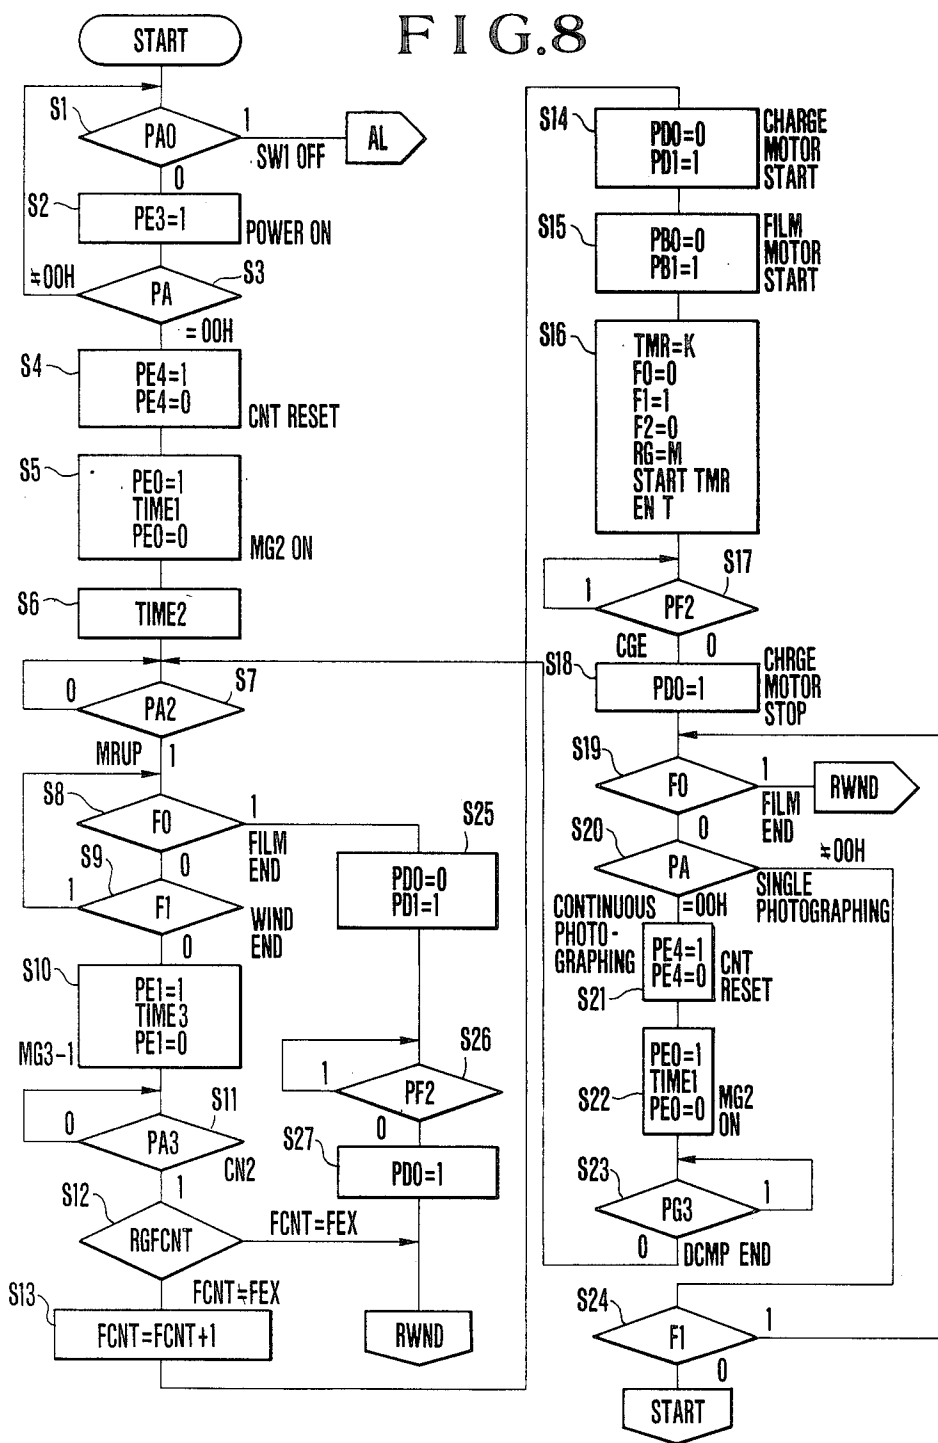 FIG.8
START
S1
PA0
1
SW1 OFF
AL
0
S2
PE3=1
POWER ON
≠00H
S3
PA
=00H
S4
PE4=1
PE4=0
CNT RESET
S5
PE0=1
TIME1
PE0=0
MG2 ON
S6
TIME2
S7
0
PA2
MRUP
1
S8
F0
1
FILM
END
0
S9
1
F1
WIND
END
0
S10
PE1=1
TIME3
PE1=0
MG3-1
S11
0
PA3
CN2
1
S12
RGFCNT
FCNT=FEX
FCNT≠FEX
S13
FCNT=FCNT+1
S25
PD0=0
PD1=1
S26
1
PF2
0
S27
PD0=1
RWND
S14
PD0=0
PD1=1
CHARGE
MOTOR
START
S15
PB0=0
PB1=1
FILM
MOTOR
START
S16
TMR=K
F0=0
F1=1
F2=0
RG=M
START TMR
EN T
S17
1
PF2
CGE
0
S18
PD0=1
CHRGE
MOTOR
STOP
S19
F0
1
FILM
END
RWND
0
S20
PA
≠00H
SINGLE
PHOTOGRAPHING
=00H
CONTINUOUS
PHOTO-
GRAPHING
S21
PE4=1
PE4=0
CNT
RESET
S22
PE0=1
TIME1
PE0=0
MG2
ON
S23
PG3
1
0
DCMP END
S24
F1
1
0
START